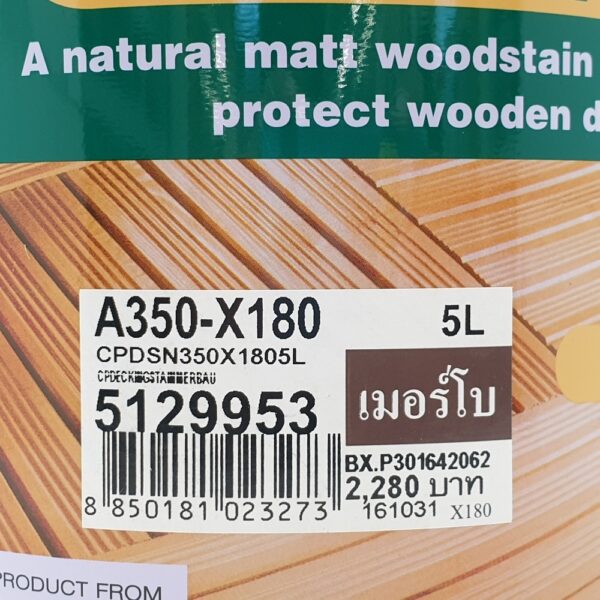 A natural matt woodstain
protect wooden d
A350-X180 5L
CPDSN350X1805L
5129953
เมอร์โบ
BX.P301642062
2,280 บาท
8 850181 023273
161031 X180
PRODUCT FROM